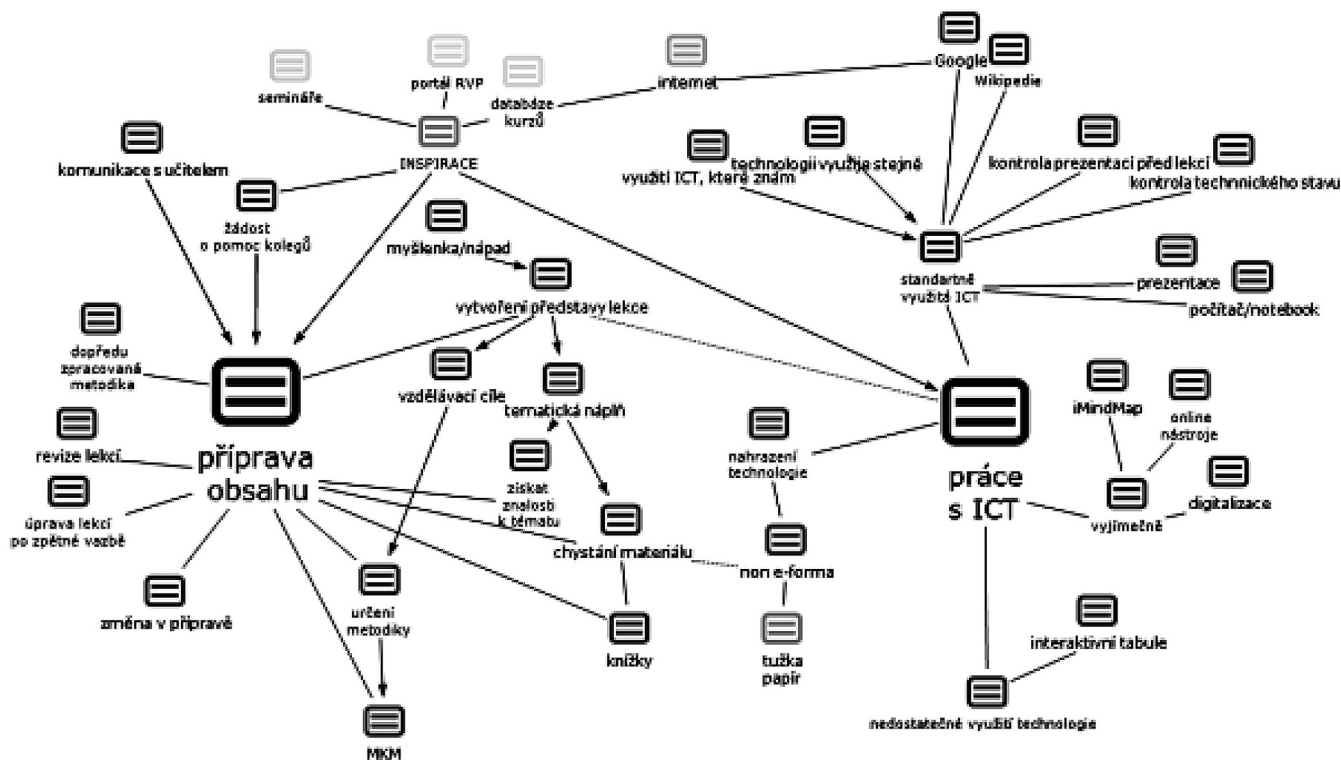 semináře
portál RVP
databáze
kurzů
internet
Google
Wikipedie
komunikace s učitelem
INSPIRACE
technologii využije stejně
využití ICT, které znám
kontrola prezentací před lekcí
kontrola technnického stavu
žádost
o pomoc kolegů
myšlenka/nápad
standartně
využitá ICT
prezentace
počítač/notebook
vytvoření představy lekce
dopředu
zpracovaná
metodika
vzdělávací cíle
tematická náplň
iMindMap
online
nástroje
revize lekcí
příprava
obsahu
nahrazení
technologie
práce
s ICT
získat
znalosti
k tématu
digitalizace
vyjímečně
úprava lekcí
po zpětné vazbě
chystání materiálu
non e-forma
změna v přípravě
určení
metodiky
knížky
tužka
papír
interaktivní tabule
nedostatečné využití technologie
MKM